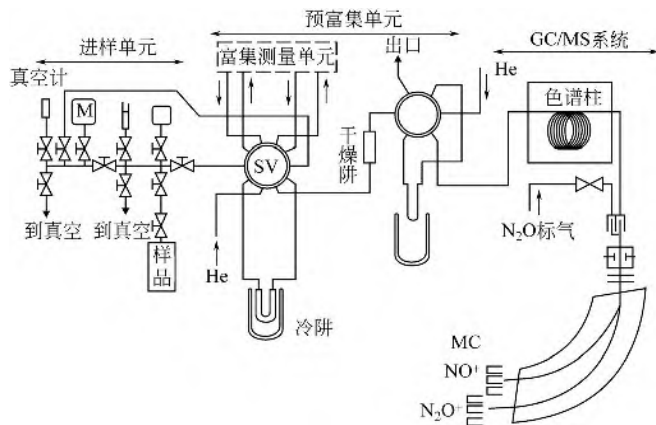 预富集单元
进样单元
富集测量单元
出口
GC/MS系统
He
真空计
M
色谱柱
干燥阱
SV
N₂O标气
到真空
到真空
样品
He
冷阱
MC
NO⁺
N₂O⁺